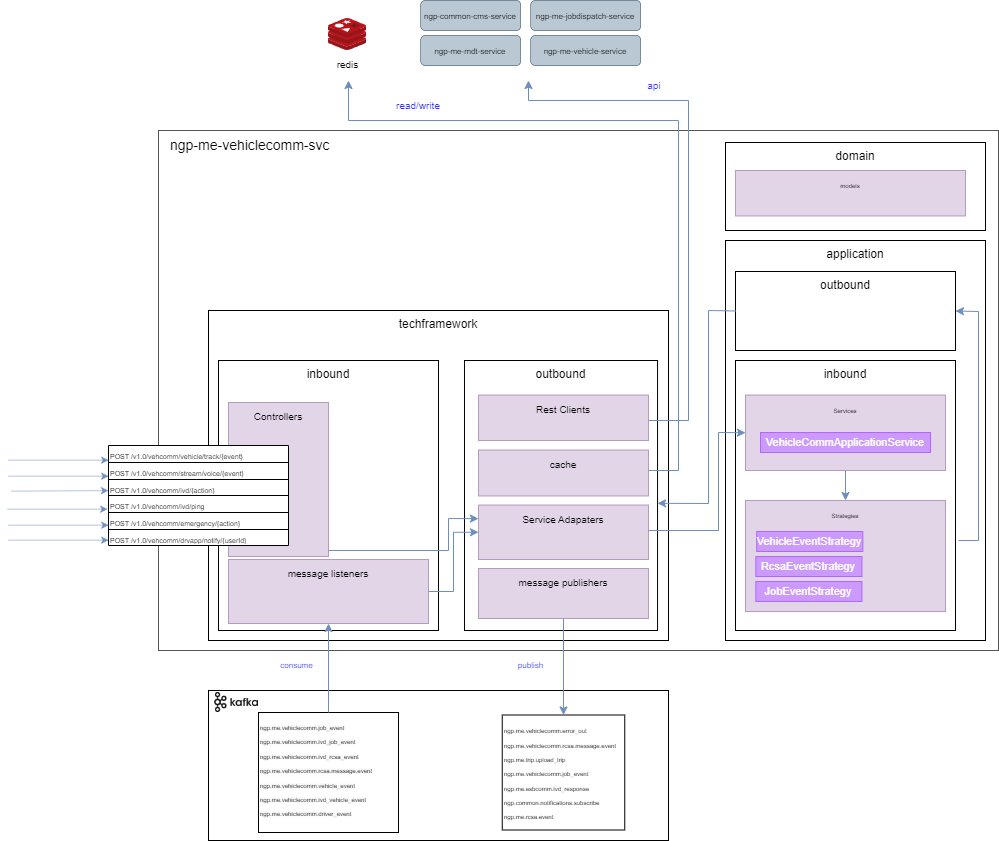 ngp-common-cms-service
ngp-me-jobdispatch-service
ngp-me-mdt-service
ngp-me-vehicle-service
redis
read/write
api
ngp-me-vehiclecomm-svc
domain
models
application
outbound
techframework
inbound
outbound
inbound
Controllers
Rest Clients
Services
VehicleCommApplicationService
cache
POST /v1.0/vehcomm/vehicle/track/{event}
POST /v1.0/vehcomm/stream/voice/{event}
POST /v1.0/vehcomm/ivd/{action}
POST /v1.0/vehcomm/ivd/ping
POST /v1.0/vehcomm/emergency/{action}
POST /v1.0/vehcomm/drvapp/notify/{userId}
Service Adapaters
Strategies
VehicleEventStrategy
RcsaEventStrategy
JobEventStrategy
message listeners
message publishers
consume
publish
kafka
ngp.me.vehiclecomm.job_event
ngp.me.vehiclecomm.ivd_job_event
ngp.me.vehiclecomm.ivd_rcsa_event
ngp.me.vehiclecomm.rcsa.message.event
ngp.me.vehiclecomm.vehicle_event
ngp.me.vehiclecomm.ivd_vehicle_event
ngp.me.vehiclecomm.driver_event
ngp.me.vehiclecomm.error_out
ngp.me.vehiclecomm.rcsa.message.event
ngp.me.trip.upload_trip
ngp.me.vehiclecomm.job_event
ngp.me.esbcomm.ivd_response
ngp.common.notifications.subscribe
ngp.me.rcsa.event